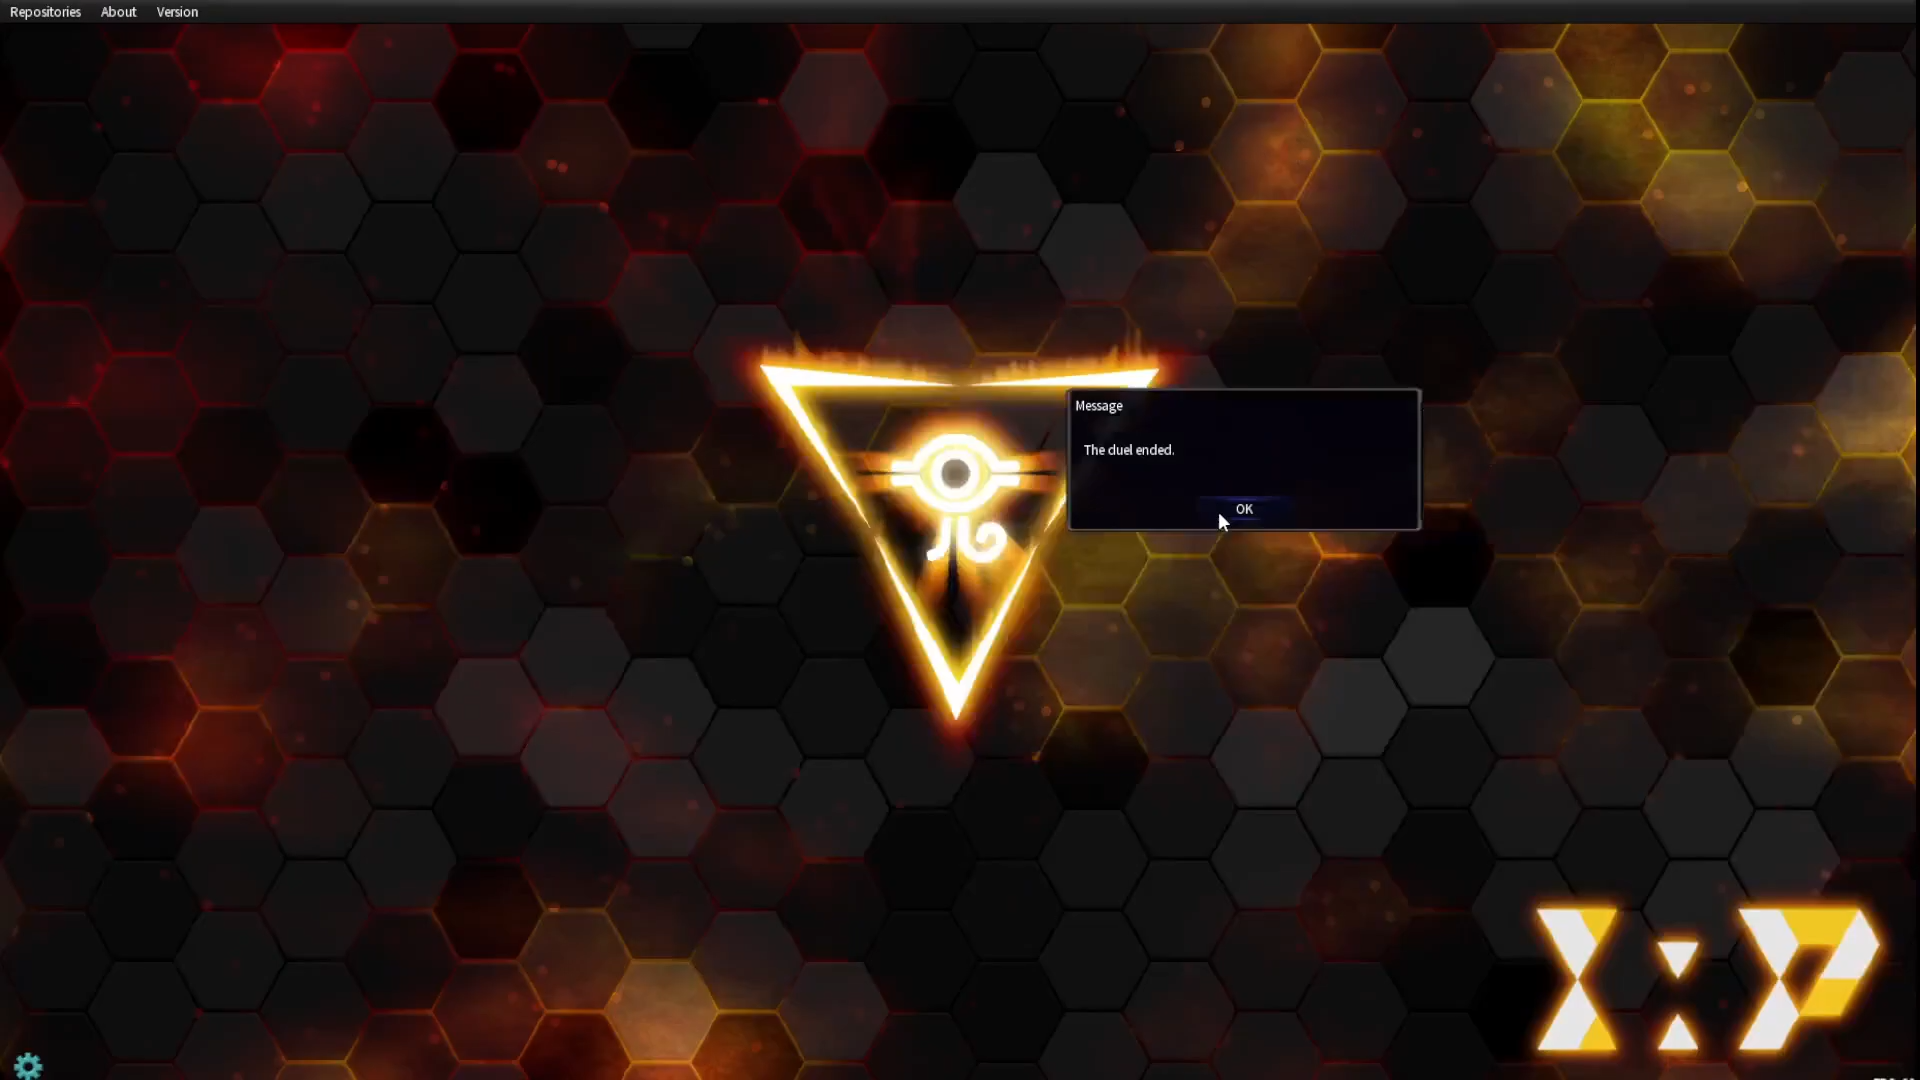 Repositories About Version
Message
The duel ended.
OK
X:P